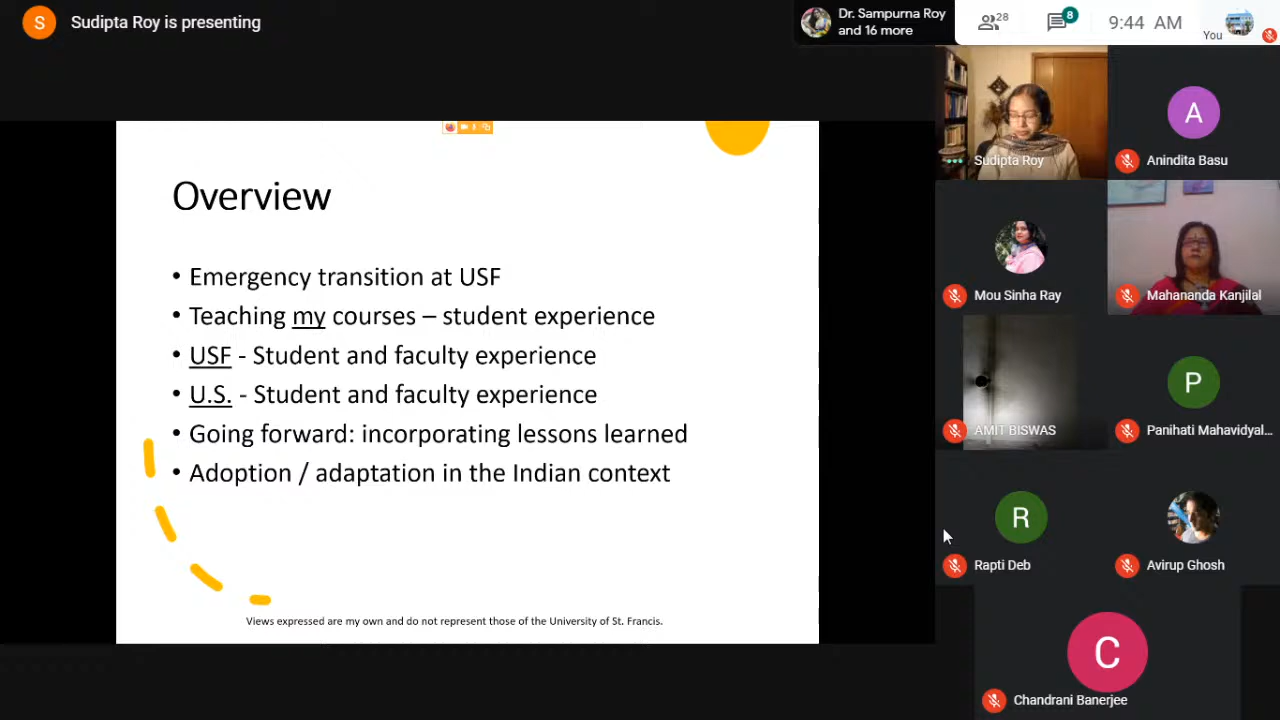 S
Sudipta Roy is presenting
Dr. Sampurna Roy
and 16 more
28
8
9:44 AM
You
Overview
• Emergency transition at USF
• Teaching my courses – student experience
• USF - Student and faculty experience
• U.S. - Student and faculty experience
• Going forward: incorporating lessons learned
• Adoption / adaptation in the Indian context
Views expressed are my own and do not represent those of the University of St. Francis.
Sudipta Roy
A
Anindita Basu
Mou Sinha Ray
Mahananda Kanjilal
AMIT BISWAS
P
Panihati Mahavidyal...
R
Rapti Deb
Avirup Ghosh
C
Chandrani Banerjee